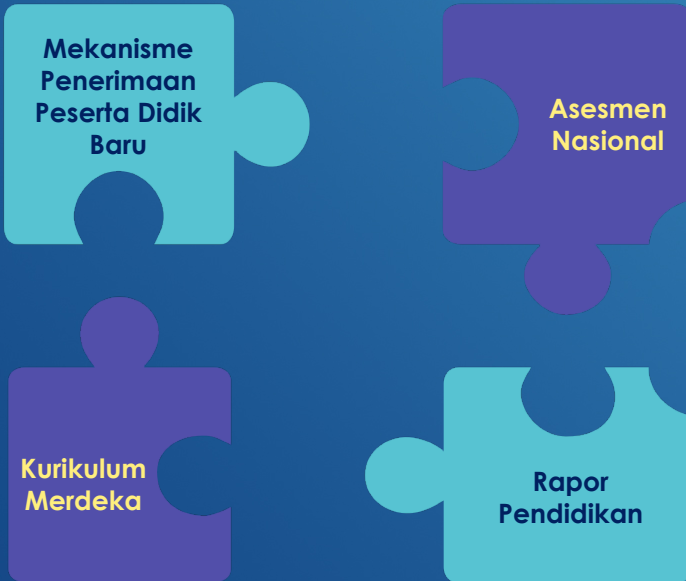 Mekanisme
Penerimaan
Peserta Didik
Baru
Asesmen
Nasional
Kurikulum
Merdeka
Rapor
Pendidikan